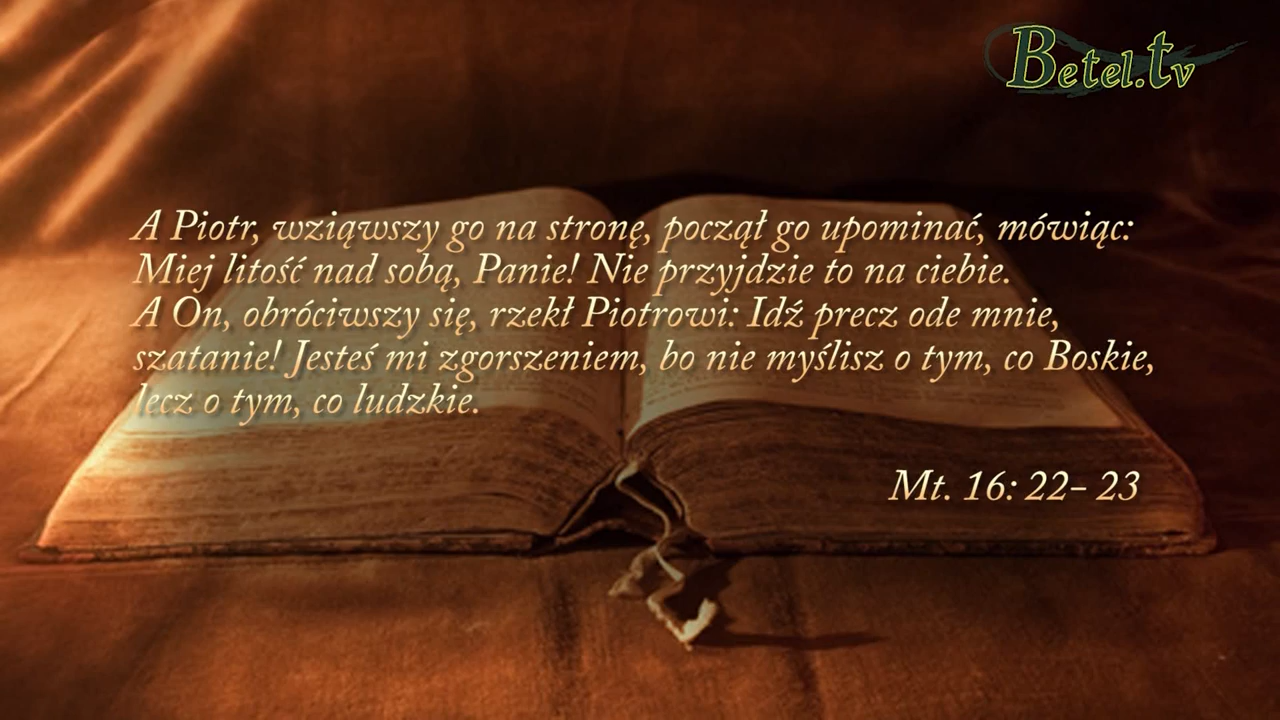 Betel.tv
A Piotr, wziąwszy go na stronę, począł go upominać, mówiąc:
Miej litość nad sobą, Panie! Nie przyjdzie to na ciebie.
A On, obróciwszy się, rzekł Piotrowi: Idź precz ode mnie,
szatanie! Jesteś mi zgorszeniem, bo nie myślisz o tym, co Boskie,
lecz o tym, co ludzkie.
Mt. 16: 22- 23